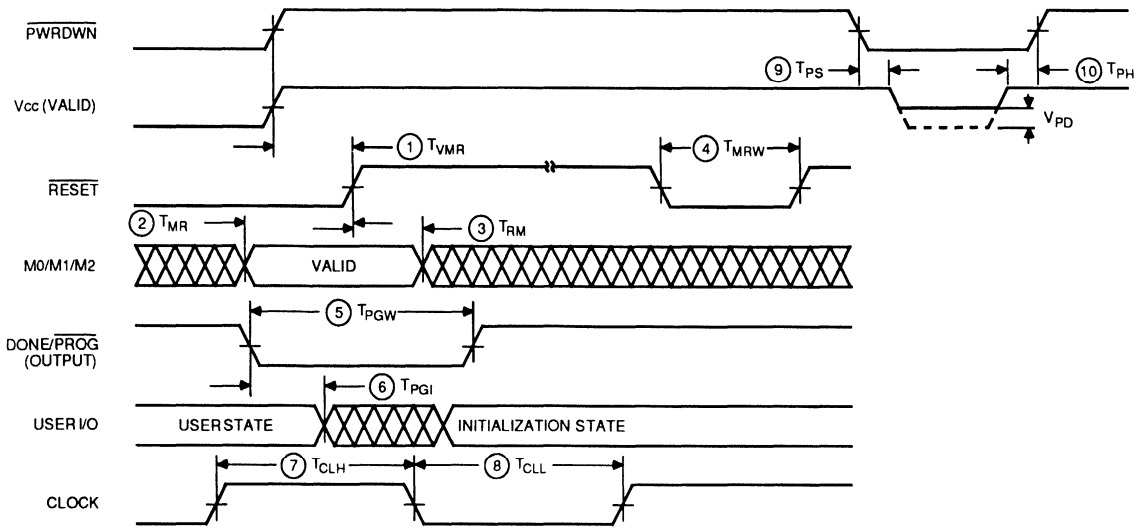 PWRDWN
9 TPS
10 TPH
Vcc (VALID)
VPD
1 TVMR
4 TMRW
RESET
2 TMR
3 TRM
M0/M1/M2
VALID
5 TPGW
DONE/PROG
(OUTPUT)
6 TPGI
USER I/O
USER STATE
INITIALIZATION STATE
7 TCLH
8 TCLL
CLOCK